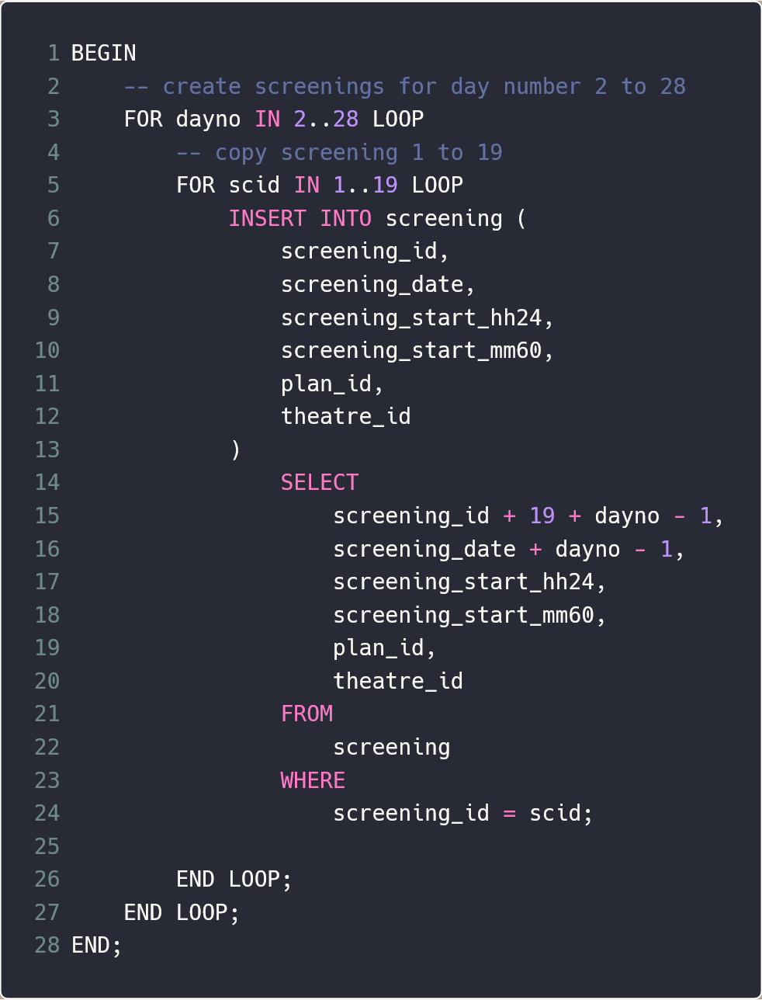 1 BEGIN
2     -- create screenings for day number 2 to 28
3     FOR dayno IN 2..28 LOOP
4         -- copy screening 1 to 19
5         FOR scid IN 1..19 LOOP
6             INSERT INTO screening (
7                 screening_id,
8                 screening_date,
9                 screening_start_hh24,
10                 screening_start_mm60,
11                 plan_id,
12                 theatre_id
13             )
14                 SELECT
15                     screening_id + 19 + dayno - 1,
16                     screening_date + dayno - 1,
17                     screening_start_hh24,
18                     screening_start_mm60,
19                     plan_id,
20                     theatre_id
21                 FROM
22                     screening
23                 WHERE
24                     screening_id = scid;
25
26         END LOOP;
27     END LOOP;
28 END;